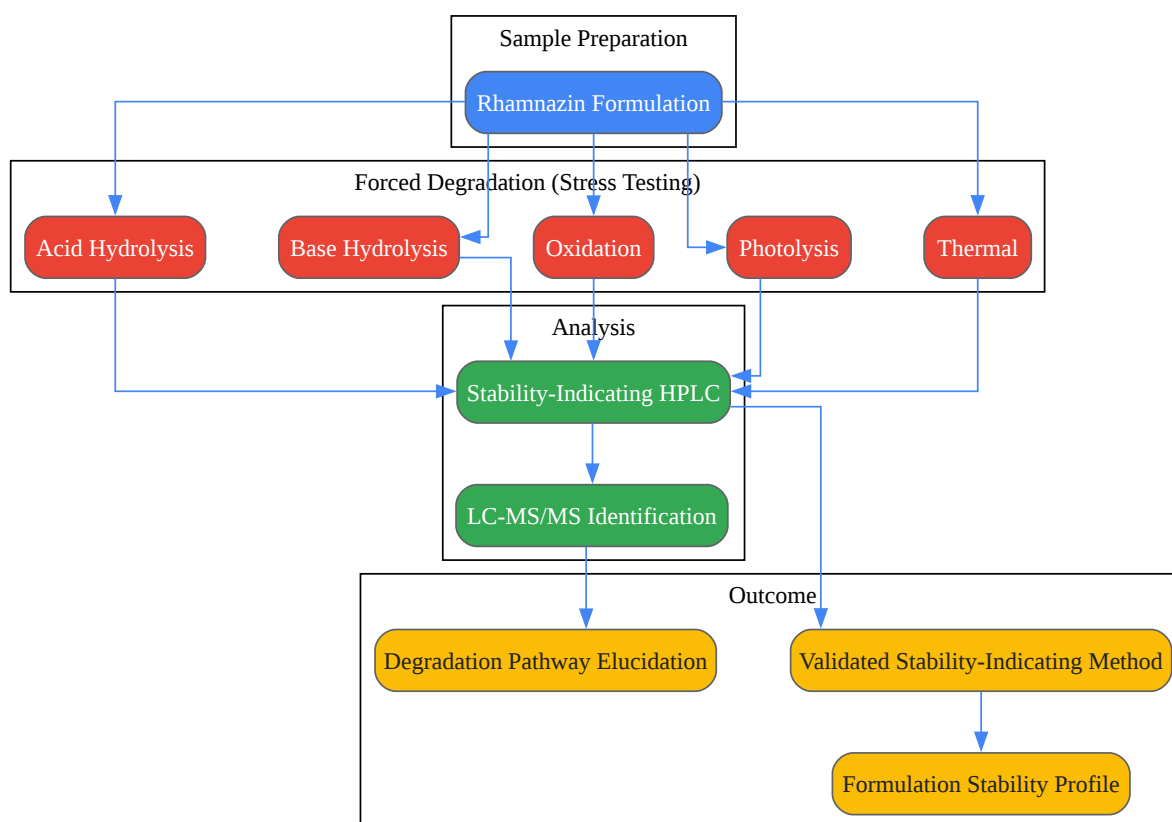 Sample Preparation
Rhamnazin Formulation
Forced Degradation (Stress Testing)
Acid Hydrolysis
Base Hydrolysis
Oxidation
Photolysis
Thermal
Analysis
Stability-Indicating HPLC
LC-MS/MS Identification
Outcome
Degradation Pathway Elucidation
Validated Stability-Indicating Method
Formulation Stability Profile